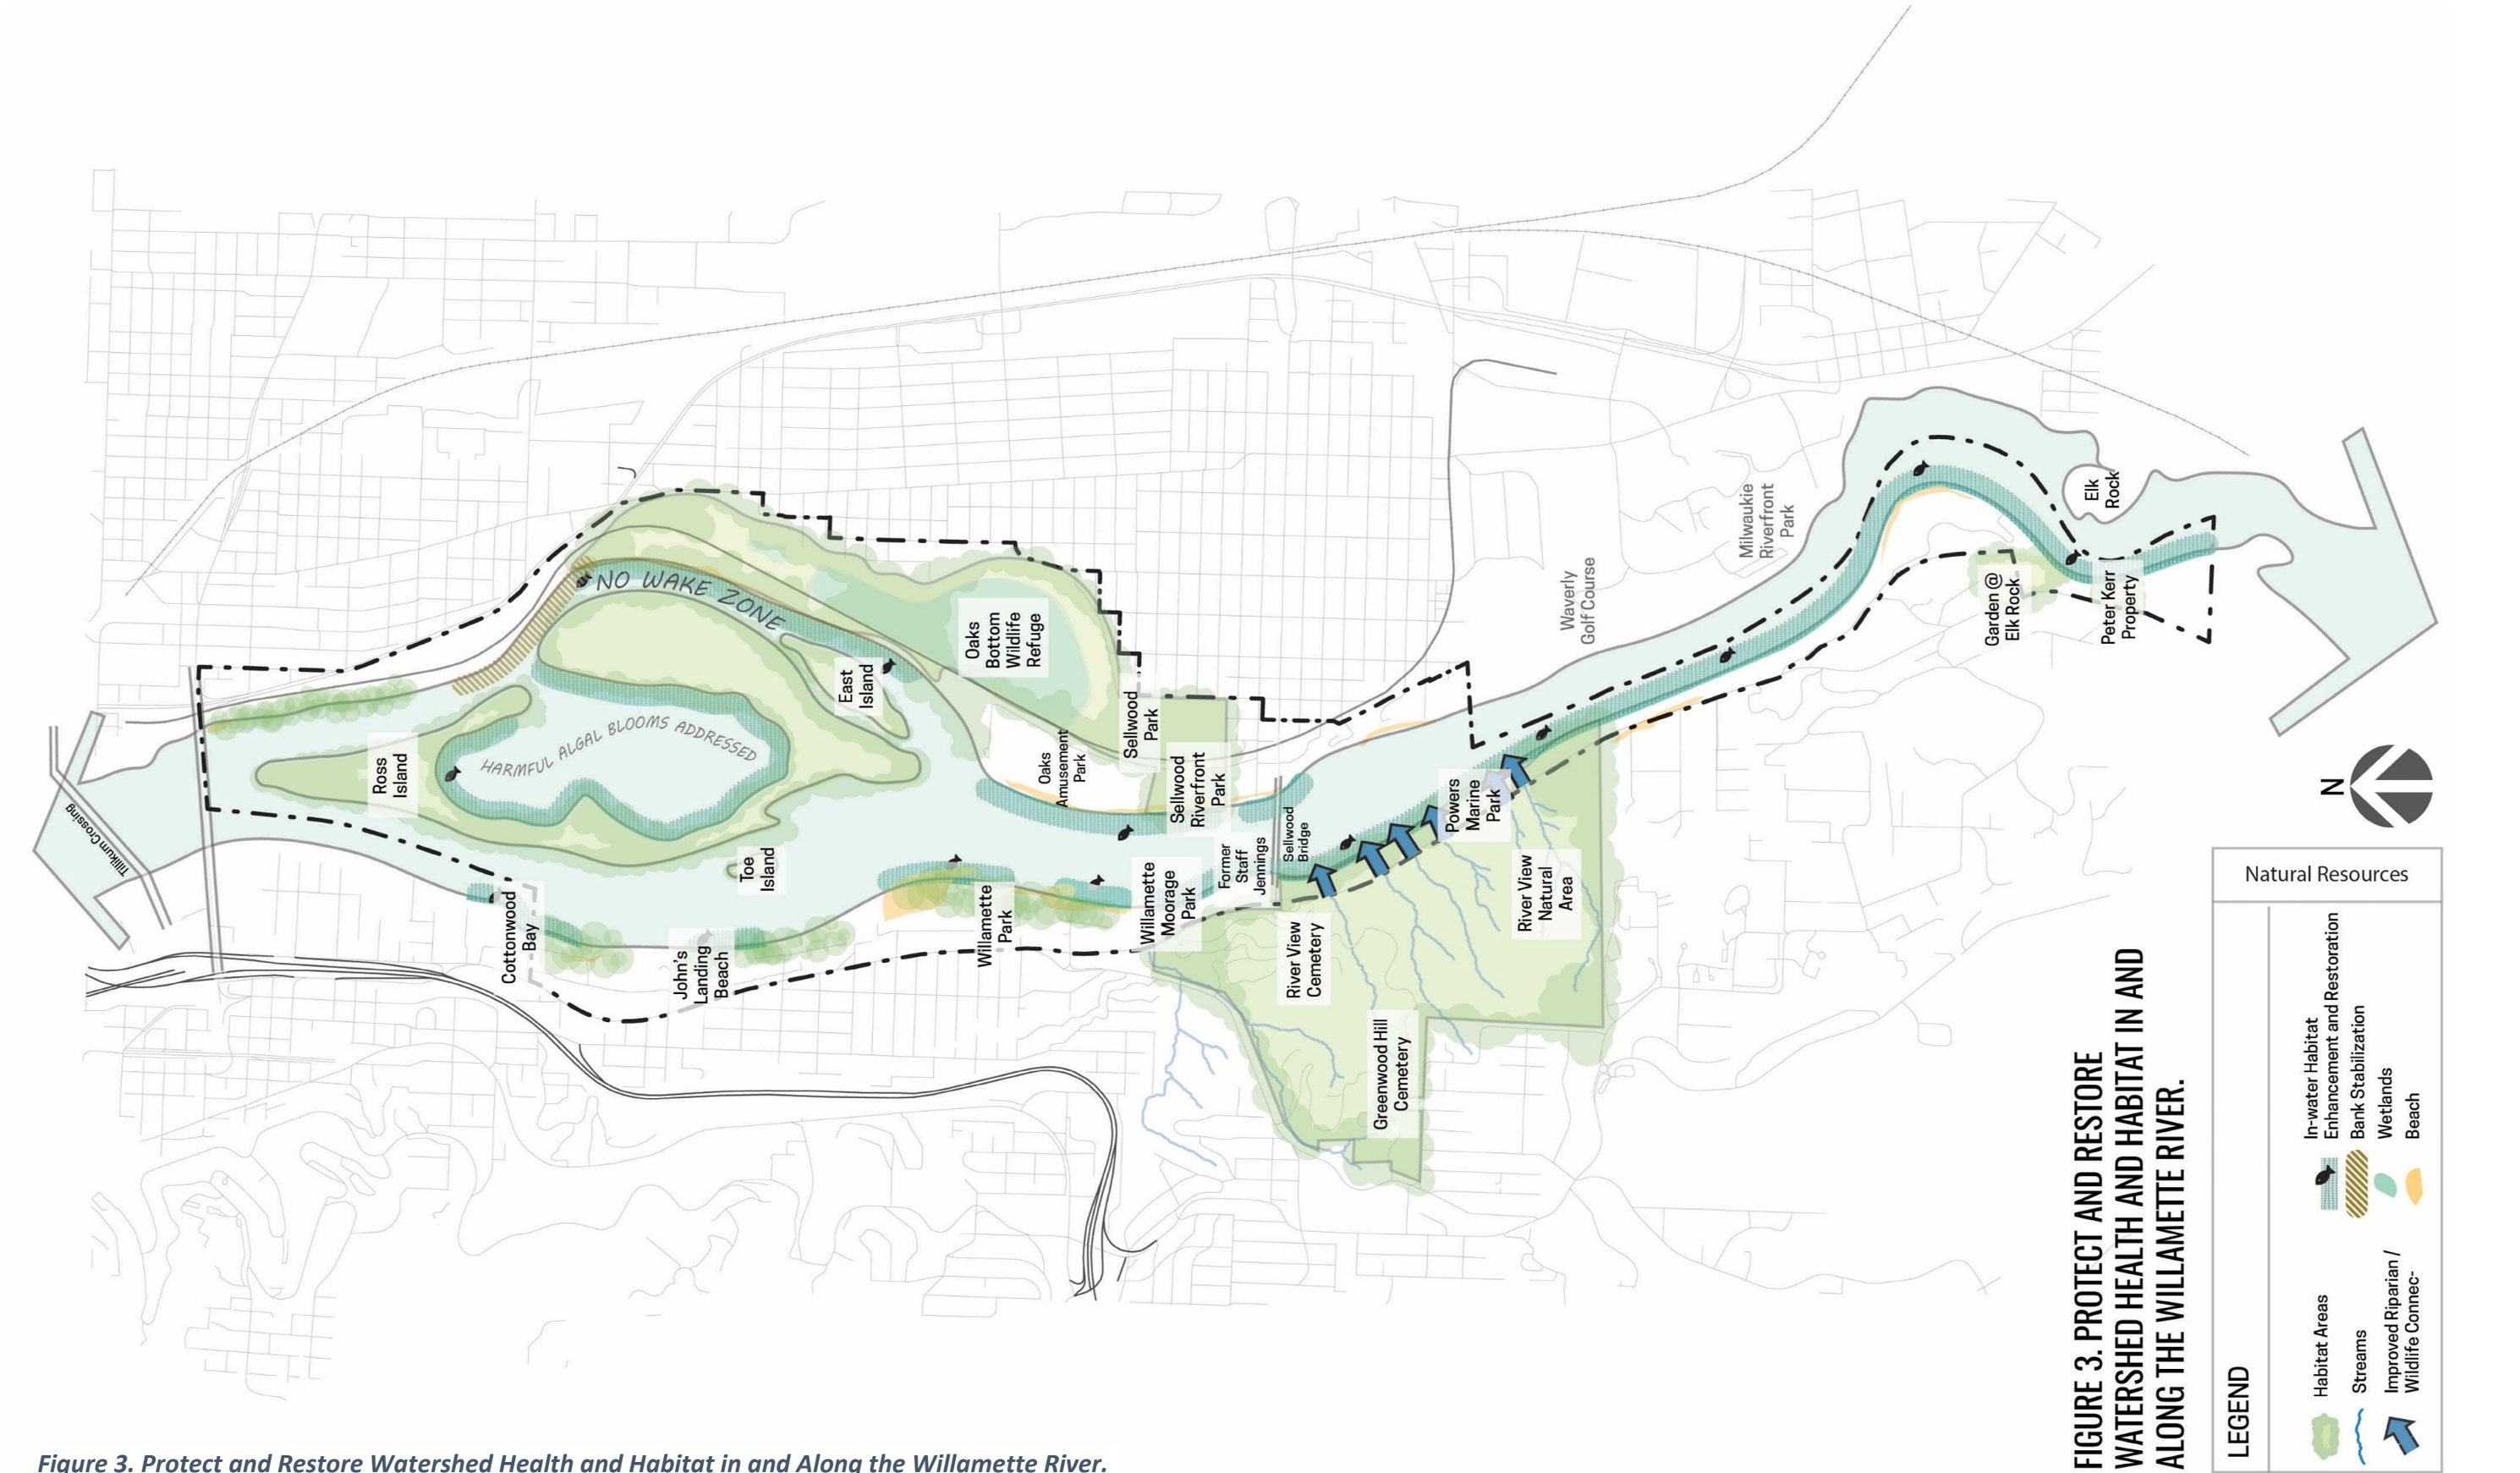 Tillikum Crossing
Ross
Island
HARMFUL ALGAL BLOOMS ADDRESSED
NO WAKE ZONE
East
Island
Toe
Island
Cottonwood
Bay
John's
Landing
Beach
Willamette
Park
Oaks
Bottom
Wildlife
Refuge
Oaks
Amusement
Park
Sellwood
Park
Sellwood
Riverfront
Park
Willamette
Moorage
Park
Former
Staff
Jennings
Sellwood
Bridge
River View
Cemetery
Greenwood Hill
Cemetery
Powers
Marine
Park
River View
Natural
Area
Waverly
Golf Course
Milwaukie
Riverfront
Park
Garden @
Elk Rock
Elk
Rock
Peter Kerr
Property
N
FIGURE 3. PROTECT AND RESTORE
WATERSHED HEALTH AND HABITAT IN AND
ALONG THE WILLAMETTE RIVER.
LEGEND
Natural Resources
Habitat Areas
Streams
Improved Riparian /
Wildlife Connec-
In-water Habitat
Enhancement and Restoration
Bank Stabilization
Wetlands
Beach
Figure 3. Protect and Restore Watershed Health and Habitat in and Along the Willamette River.